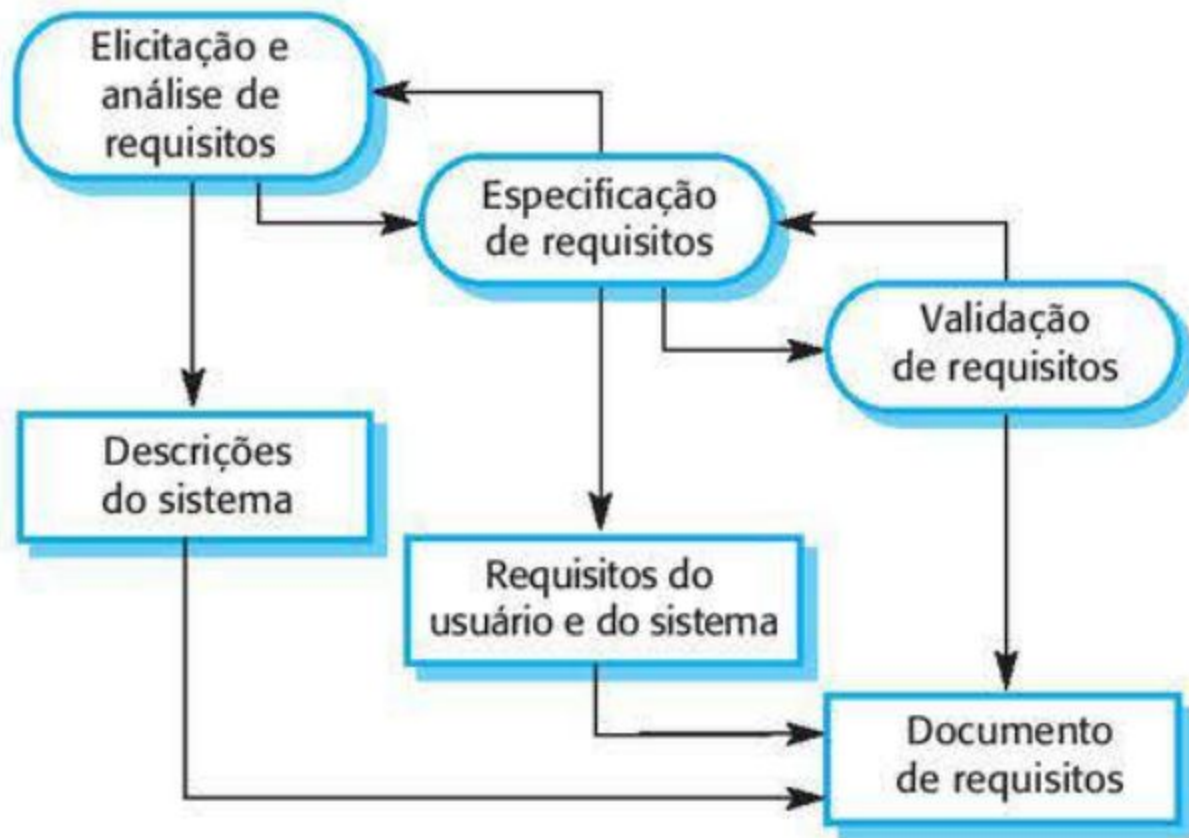 Elicitação e
análise de
requisitos
Especificação
de requisitos
Validação
de requisitos
Descrições
do sistema
Requisitos do
usuário e do sistema
Documento
de requisitos